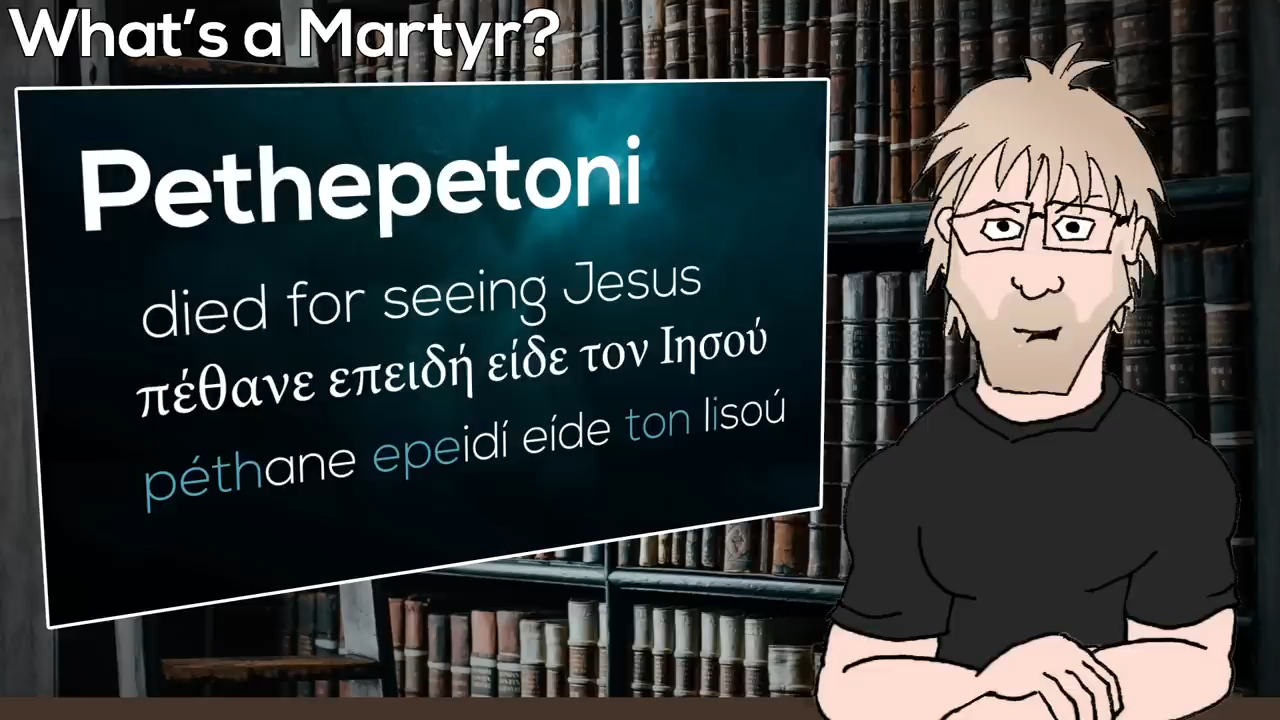 What's a Martyr?
Pethepetoni
died for seeing Jesus
πέθανε επειδή είδε τον Ιησού
péthane epeidí eíde ton Iisoú